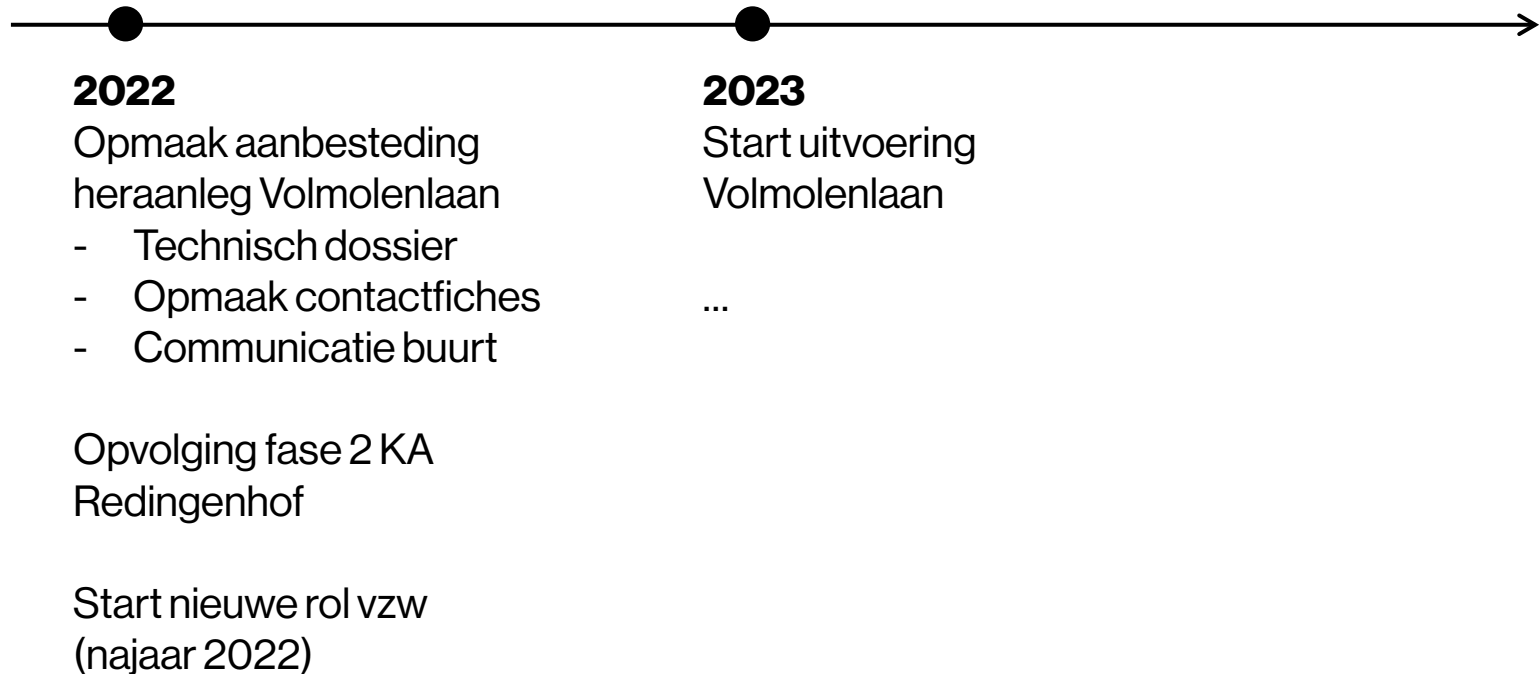 2022
Opmaak aanbesteding
heraanleg Volmolenlaan
- Technisch dossier
- Opmaak contactfiches
- Communicatie buurt
Opvolging fase 2 KA
Redingenhof
Start nieuwe rol vzw
(najaar 2022)
2023
Start uitvoering
Volmolenlaan
...